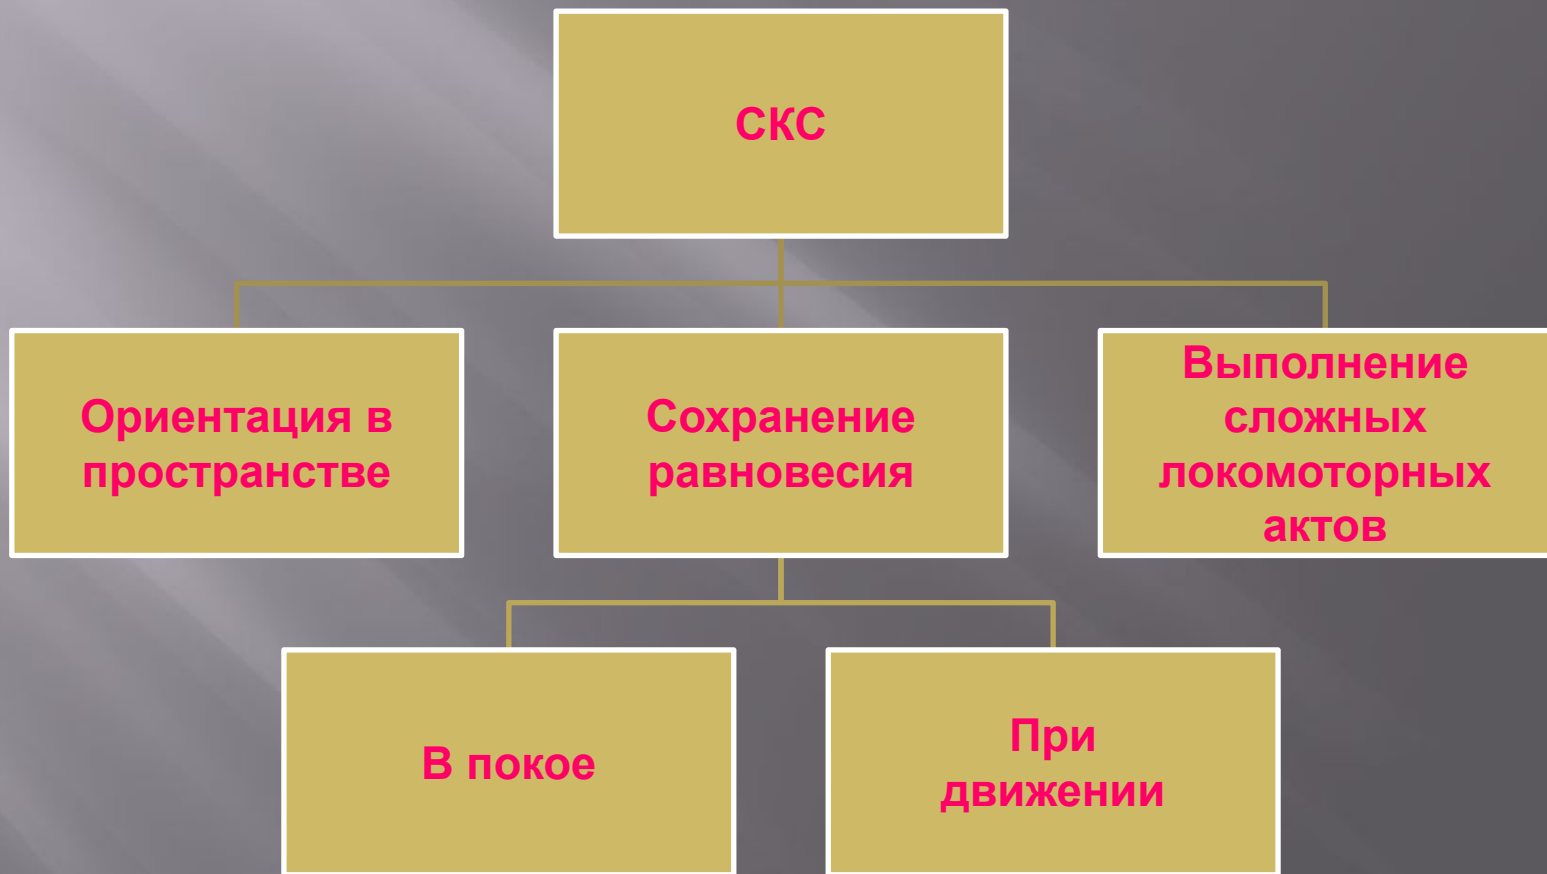 СКС
Ориентация в
пространстве
Сохранение
равновесия
Выполнение
сложных
локомоторных
актов
В покое
При
движении